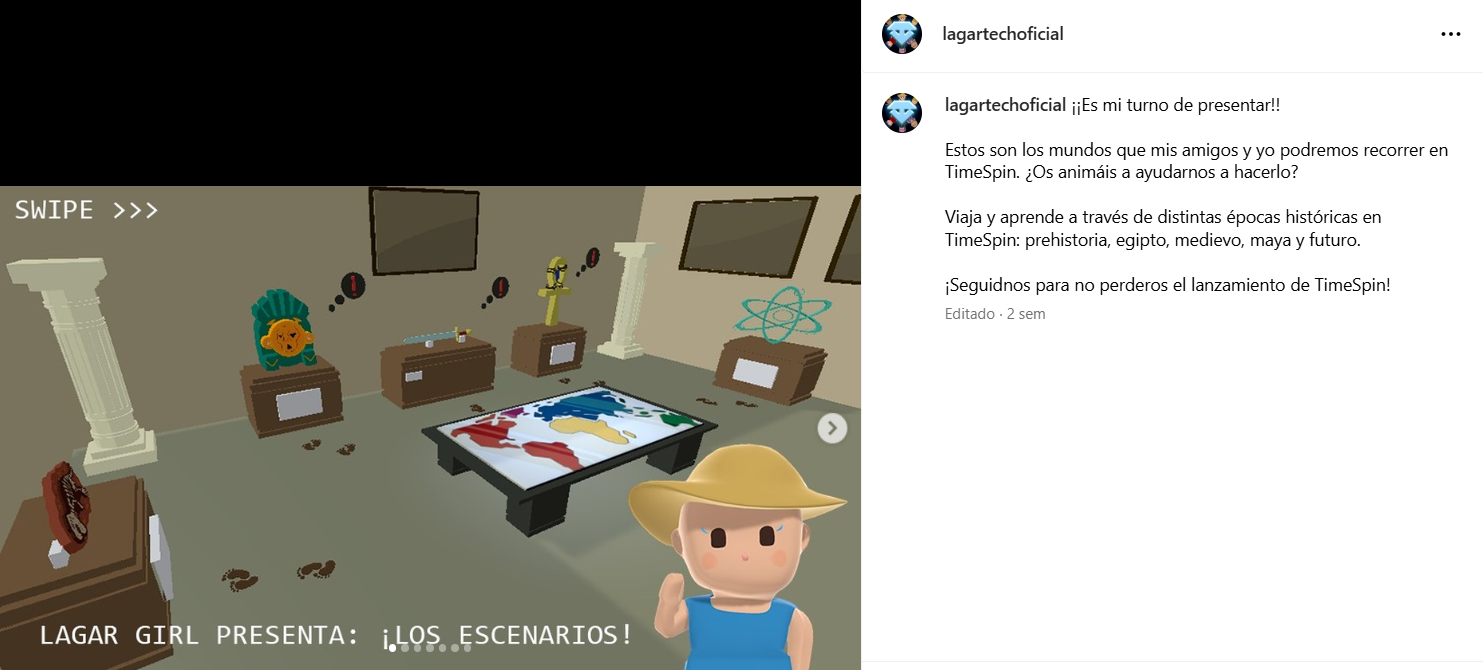 SWIPE >>>
LAGAR GIRL PRESENTA: ¡LOS ESCENARIOS!
lagartechoficial
lagartechoficial ¡¡Es mi turno de presentar!!
Estos son los mundos que mis amigos y yo podremos recorrer en
TimeSpin. ¿Os animáis a ayudarnos a hacerlo?
Viaja y aprende a través de distintas épocas históricas en
TimeSpin: prehistoria, egipto, medievo, maya y futuro.
¡Seguidnos para no perderos el lanzamiento de TimeSpin!
Editado · 2 sem